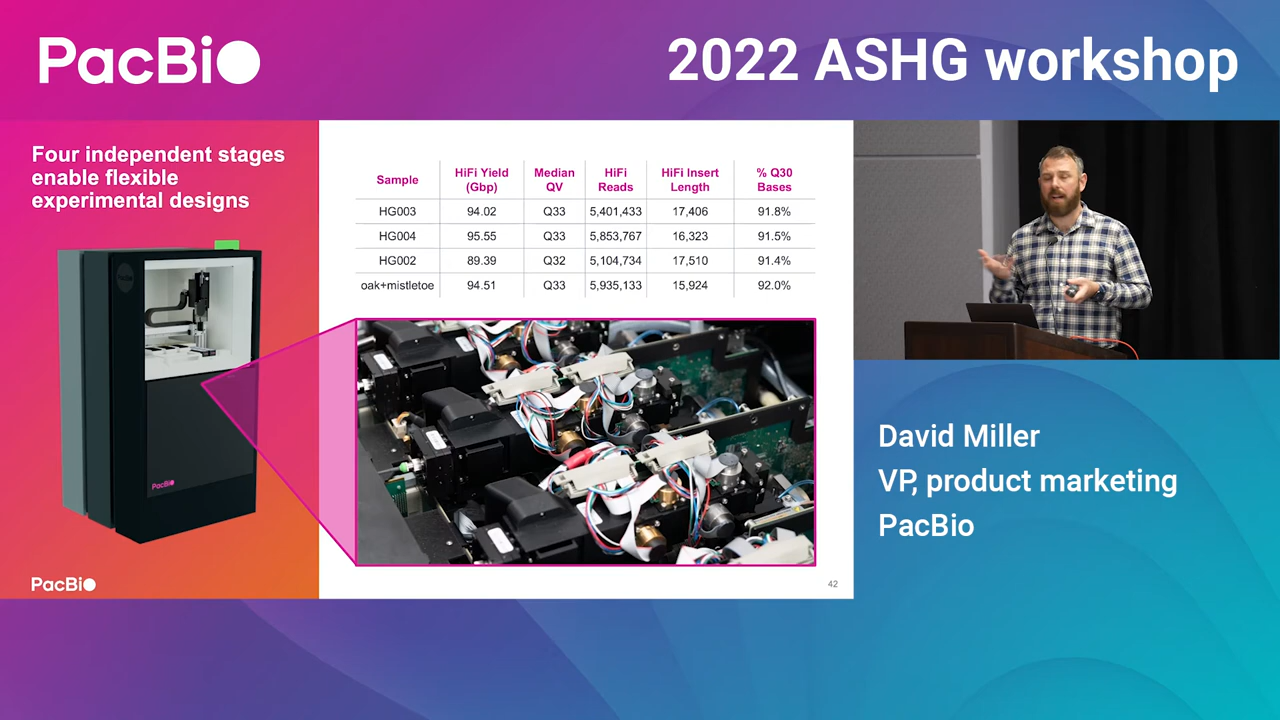 PacBio
2022 ASHG workshop
Four independent stages
enable flexible
experimental designs
Sample HiFi Yield (Gbp) Median QV HiFi Reads HiFi Insert Length % Q30 Bases
HG003 94.02 Q33 5,401,433 17,406 91.8%
HG004 95.55 Q33 5,853,767 16,323 91.5%
HG002 89.39 Q32 5,104,734 17,510 91.4%
oak+mistletoe 94.51 Q33 5,935,133 15,924 92.0%
PacBio
PacBio
42
David Miller
VP, product marketing
PacBio